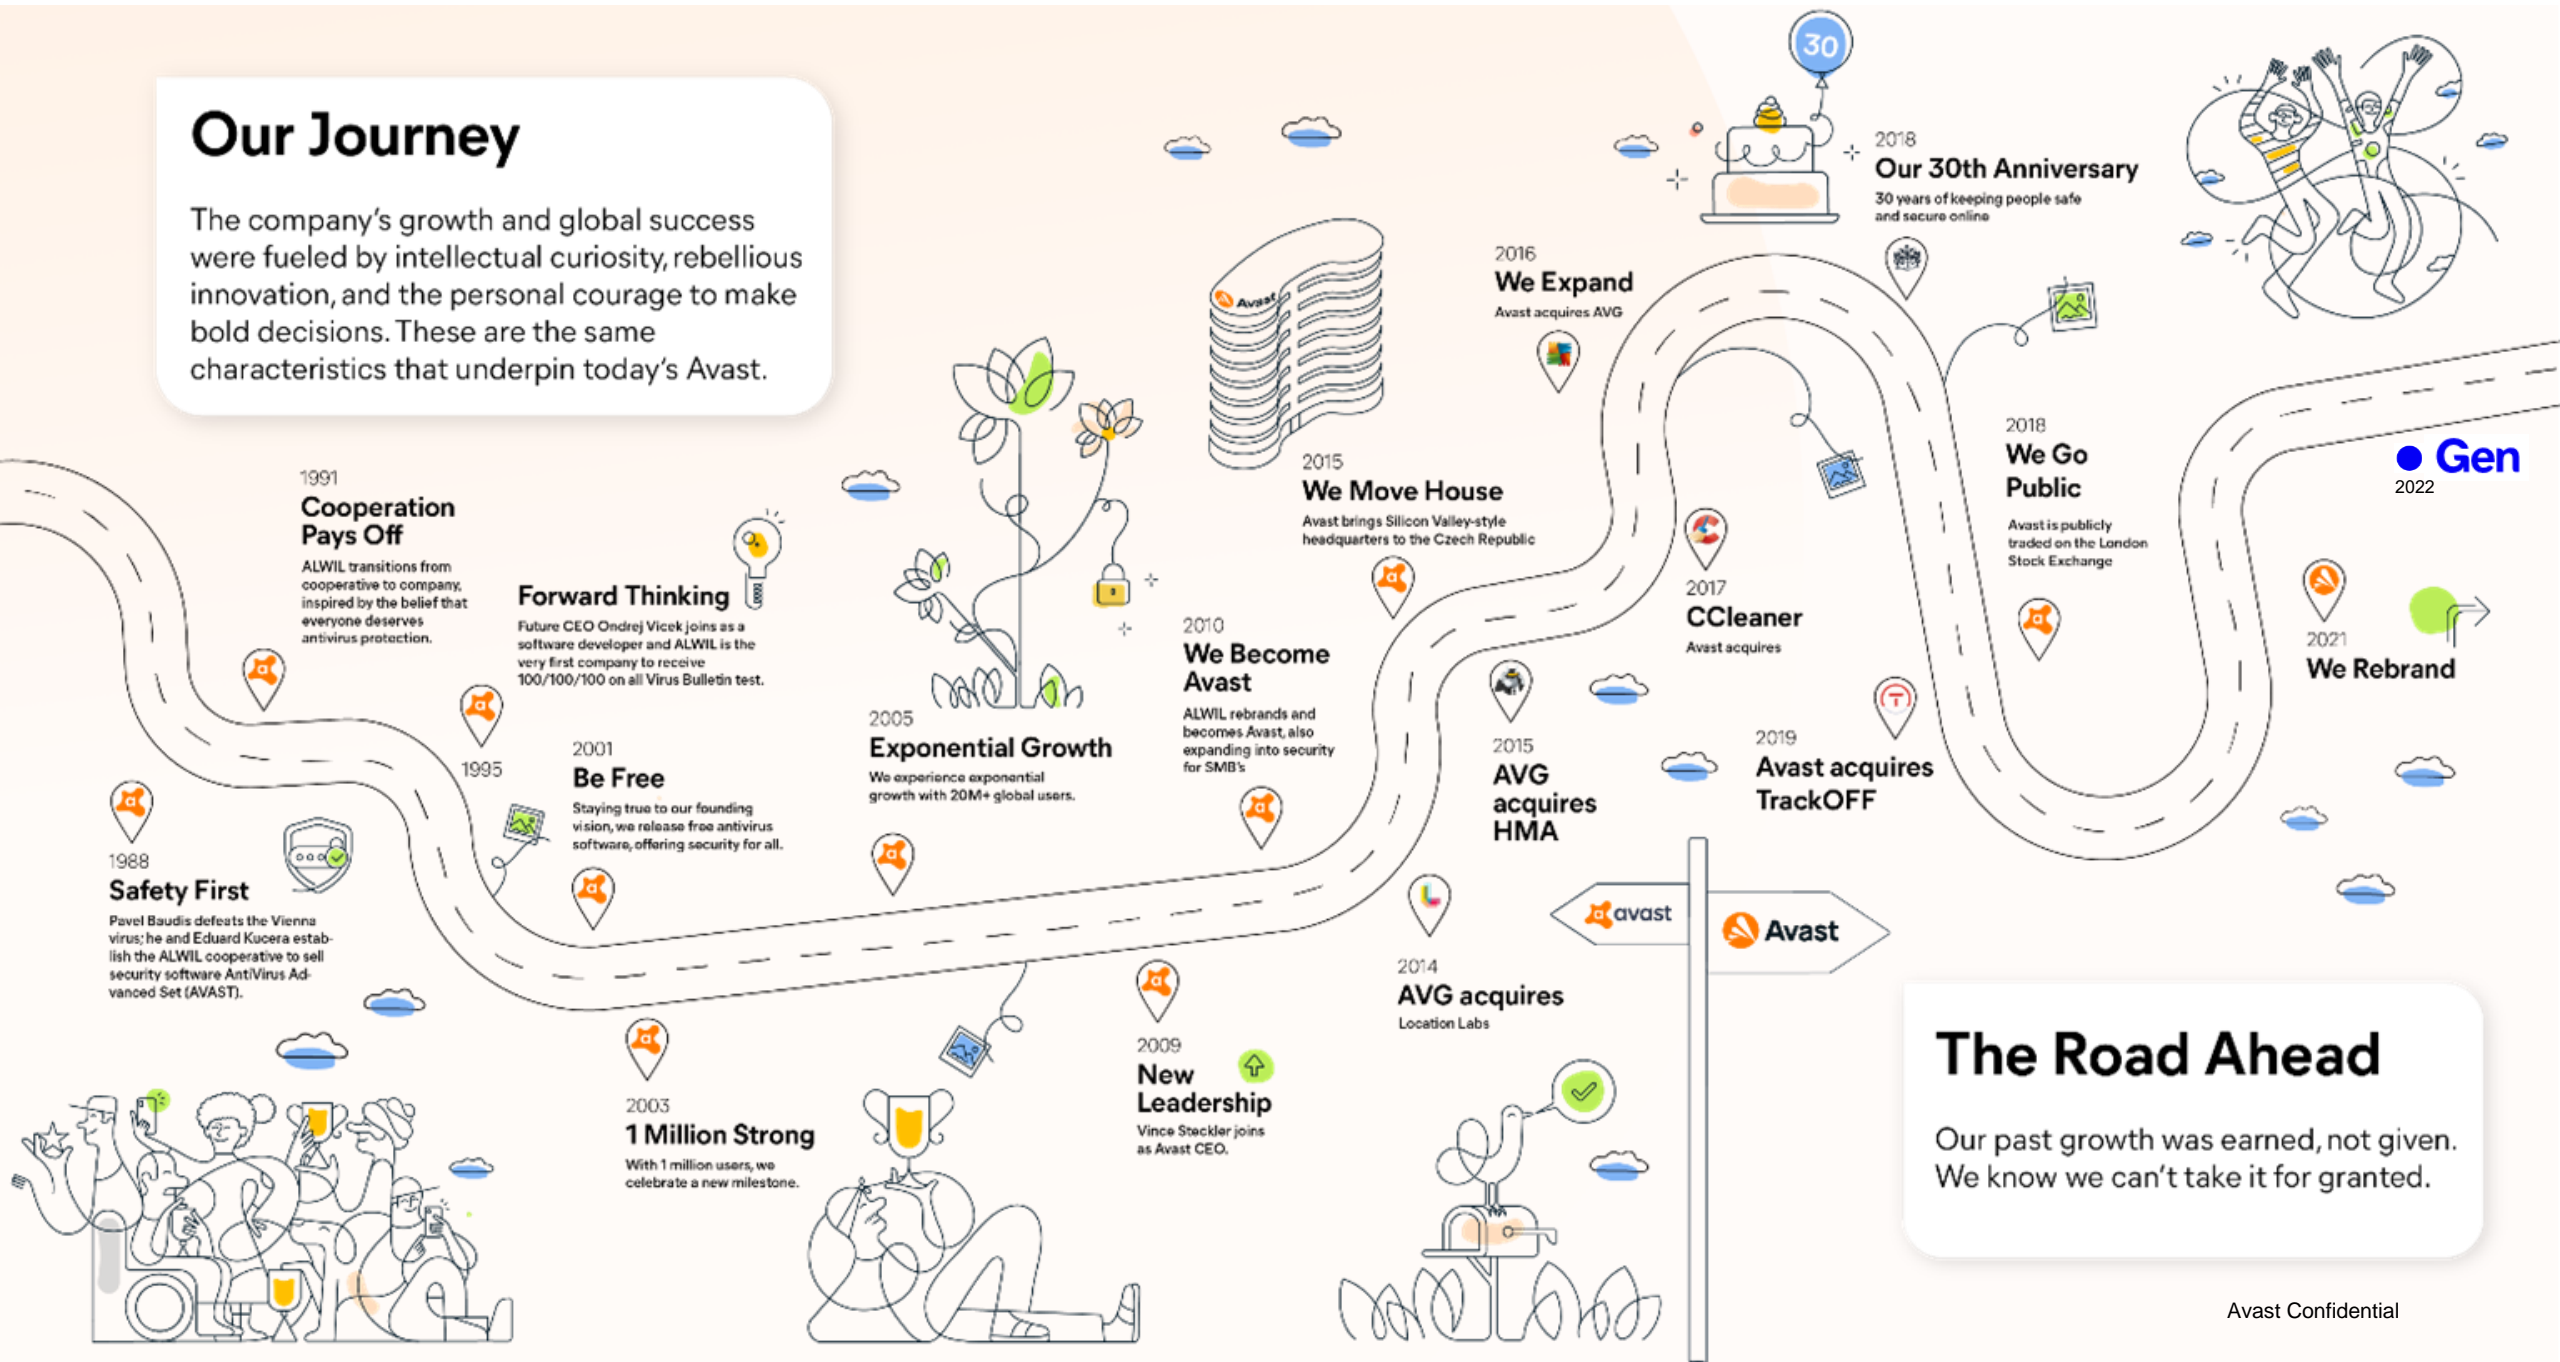 Our Journey
The company's growth and global success
were fueled by intellectual curiosity, rebellious
innovation, and the personal courage to make
bold decisions. These are the same
characteristics that underpin today's Avast.
1988
Safety First
Pavel Baudis defeats the Vienna
virus; he and Eduard Kucera estab-
lish the ALWIL cooperative to sell
security software AntiVirus Ad-
vanced Set (AVAST).
1991
Cooperation
Pays Off
ALWIL transitions from
cooperative to company,
inspired by the belief that
everyone deserves
antivirus protection.
1995
Forward Thinking
Future CEO Ondrej Vlcek joins as a
software developer and ALWIL is the
very first company to receive
100/100/100 on all Virus Bulletin test.
2001
Be Free
Staying true to our founding
vision, we release free antivirus
software, offering security for all.
2003
1 Million Strong
With 1 million users, we
celebrate a new milestone.
2005
Exponential Growth
We experience exponential
growth with 20M+ global users.
2009
New
Leadership
Vince Steckler joins
as Avast CEO.
2010
We Become
Avast
ALWIL rebrands and
becomes Avast, also
expanding into security
for SMB's
2014
AVG acquires
Location Labs
2015
We Move House
Avast brings Silicon Valley-style
headquarters to the Czech Republic
Avast
2015
AVG
acquires
HMA
2016
We Expand
Avast acquires AVG
2017
CCleaner
Avast acquires
30
2018
Our 30th Anniversary
30 years of keeping people safe
and secure online
2018
We Go
Public
Avast is publicly
traded on the London
Stock Exchange
2019
Avast acquires
TrackOFF
2021
We Rebrand
Gen
2022
avast
Avast
The Road Ahead
Our past growth was earned, not given.
We know we can't take it for granted.
Avast Confidential